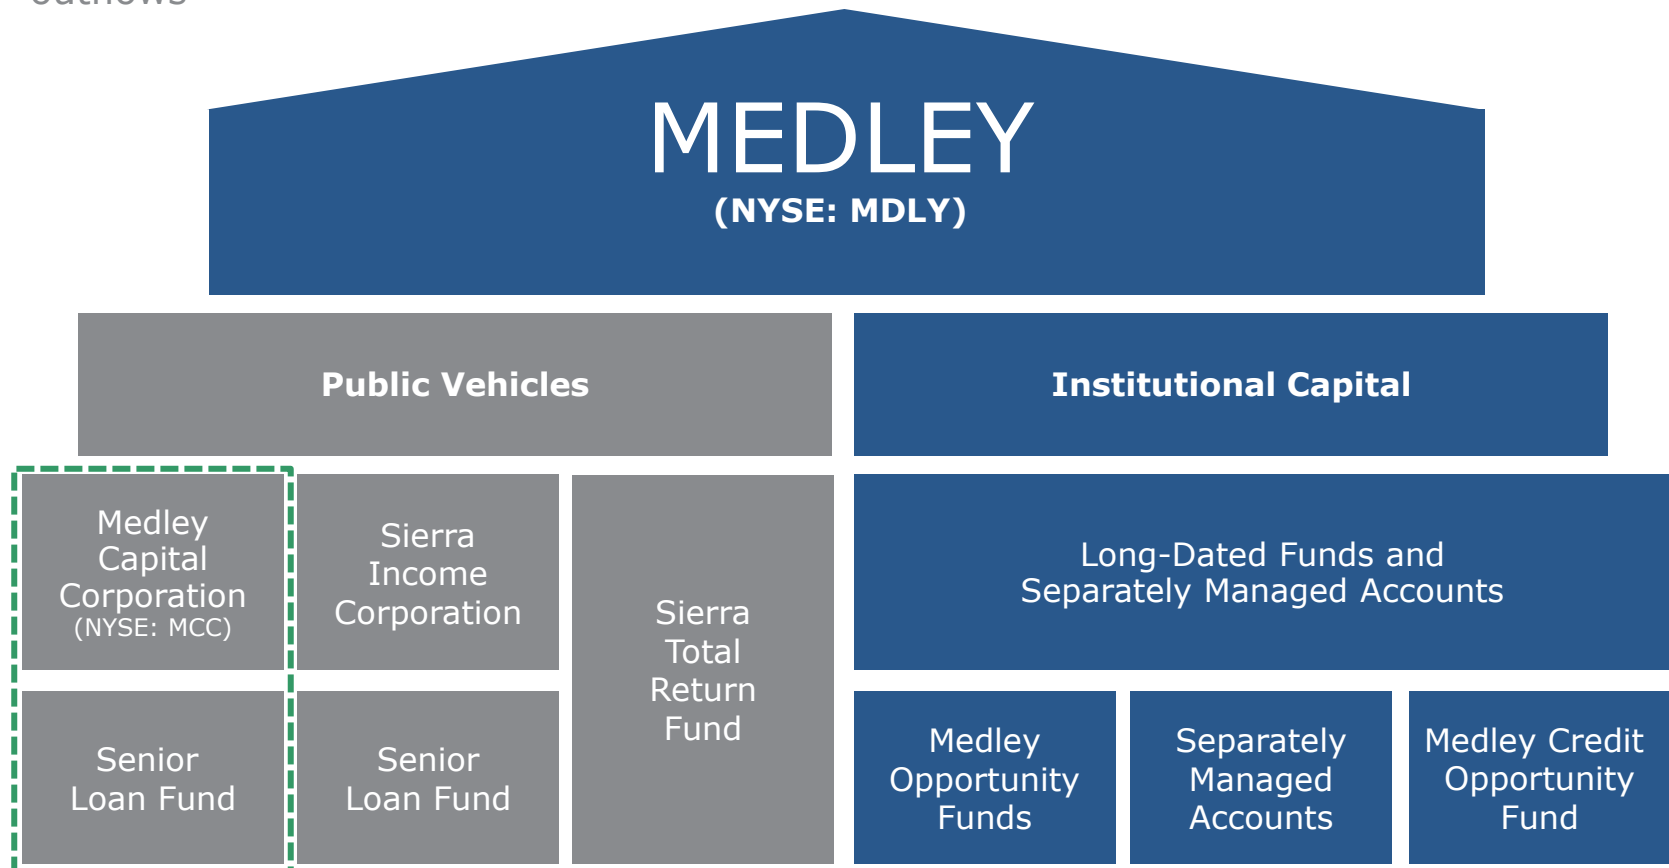 outflows
MEDLEY
(NYSE: MDLY)
Public Vehicles
Institutional Capital
Medley
Capital
Corporation
(NYSE: MCC)
Sierra
Income
Corporation
Sierra
Total
Return
Fund
Long-Dated Funds and
Separately Managed Accounts
Senior
Loan Fund
Senior
Loan Fund
Medley
Opportunity
Funds
Separately
Managed
Accounts
Medley Credit
Opportunity
Fund